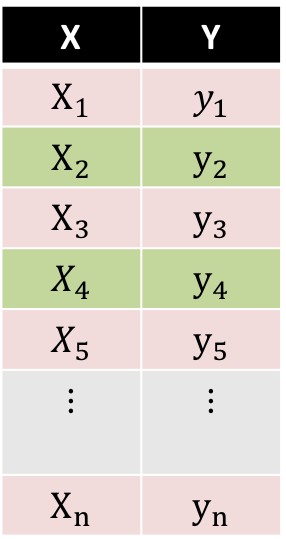 X Y
X₁ y₁
X₂ y₂
X₃ y₃
X₄ y₄
X₅ y₅
⋮ ⋮
Xₙ yₙ